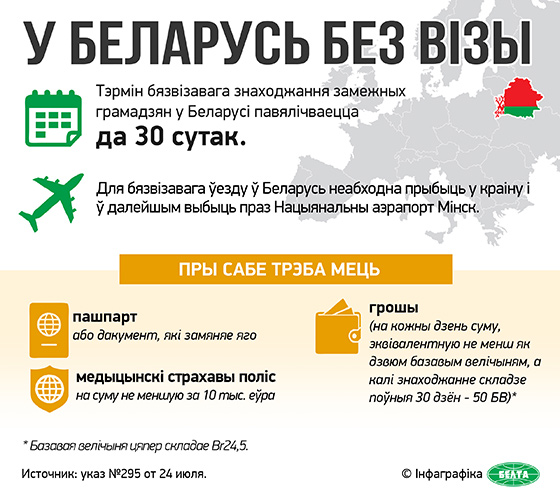 У БЕЛАРУСЬ БЕЗ ВІЗЫ
Тэрмін бязвізавага знаходжання замежных
грамадзян у Беларусі павялічваецца
да 30 сутак.
Для бязвізавага ўезду ў Беларусь неабходна прыбыць у краіну і
ў далейшым выбыць праз Нацыянальны аэрапорт Мінск.
ПРЫ САБЕ ТРЭБА МЕЦЬ
пашпарт
або дакумент, які замяняе яго
медыцынскі страхавы поліс
на суму не меншую за 10 тыс. еўра
грошы
(на кожны дзень суму,
эквівалентную не менш як
дзвюм базавым велічыням, а
калі знаходжанне складзе
поўныя 30 дзён - 50 БВ)*
* Базавая велічыня цяпер складае Br24,5.
Источник: указ №295 от 24 июля.
© Інфаграфіка
БЕЛТА